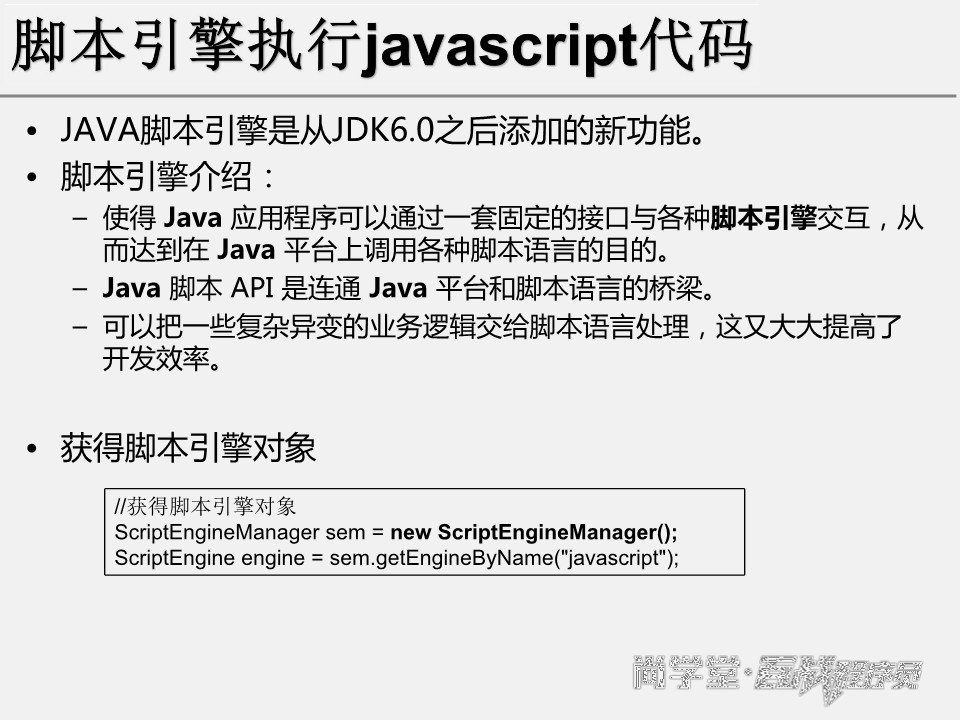 脚本引擎执行javascript代码
• JAVA脚本引擎是从JDK6.0之后添加的新功能。
• 脚本引擎介绍：
– 使得 Java 应用程序可以通过一套固定的接口与各种脚本引擎交互，从
而达到在 Java 平台上调用各种脚本语言的目的。
– Java 脚本 API 是连通 Java 平台和脚本语言的桥梁。
– 可以把一些复杂异变的业务逻辑交给脚本语言处理，这又大大提高了
开发效率。
• 获得脚本引擎对象
//获得脚本引擎对象
ScriptEngineManager sem = new ScriptEngineManager();
ScriptEngine engine = sem.getEngineByName("javascript");
尚学堂·实战程序员